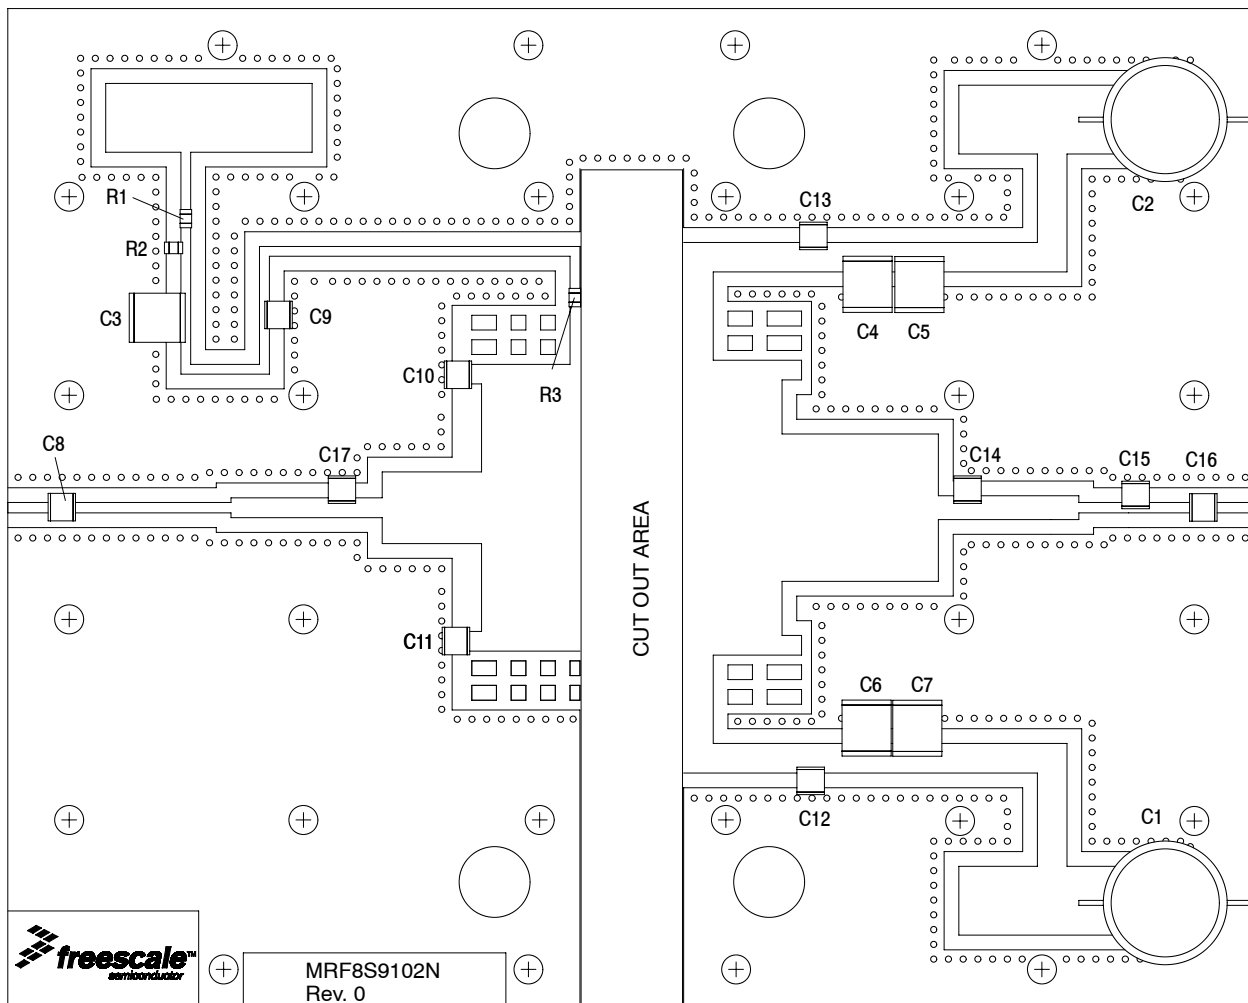 R1
C13
C2
R2
C3
C9
C4
C5
C10
R3
C8
C17
C14
C15
C16
CUT OUT AREA
C11
C6
C7
C12
C1
freescale™
semiconductor
MRF8S9102N
Rev. 0